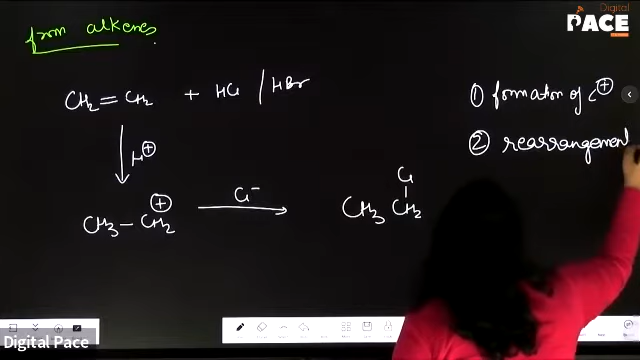 from alkenes.
CH₂=CH₂ + HCl / HBr
H⊕
CH₃–CH₂⊕
Cl⁻
Cl
CH₃ CH₂
① formation of C⊕
② rearrangement
Digital
PACE
Digital Pace